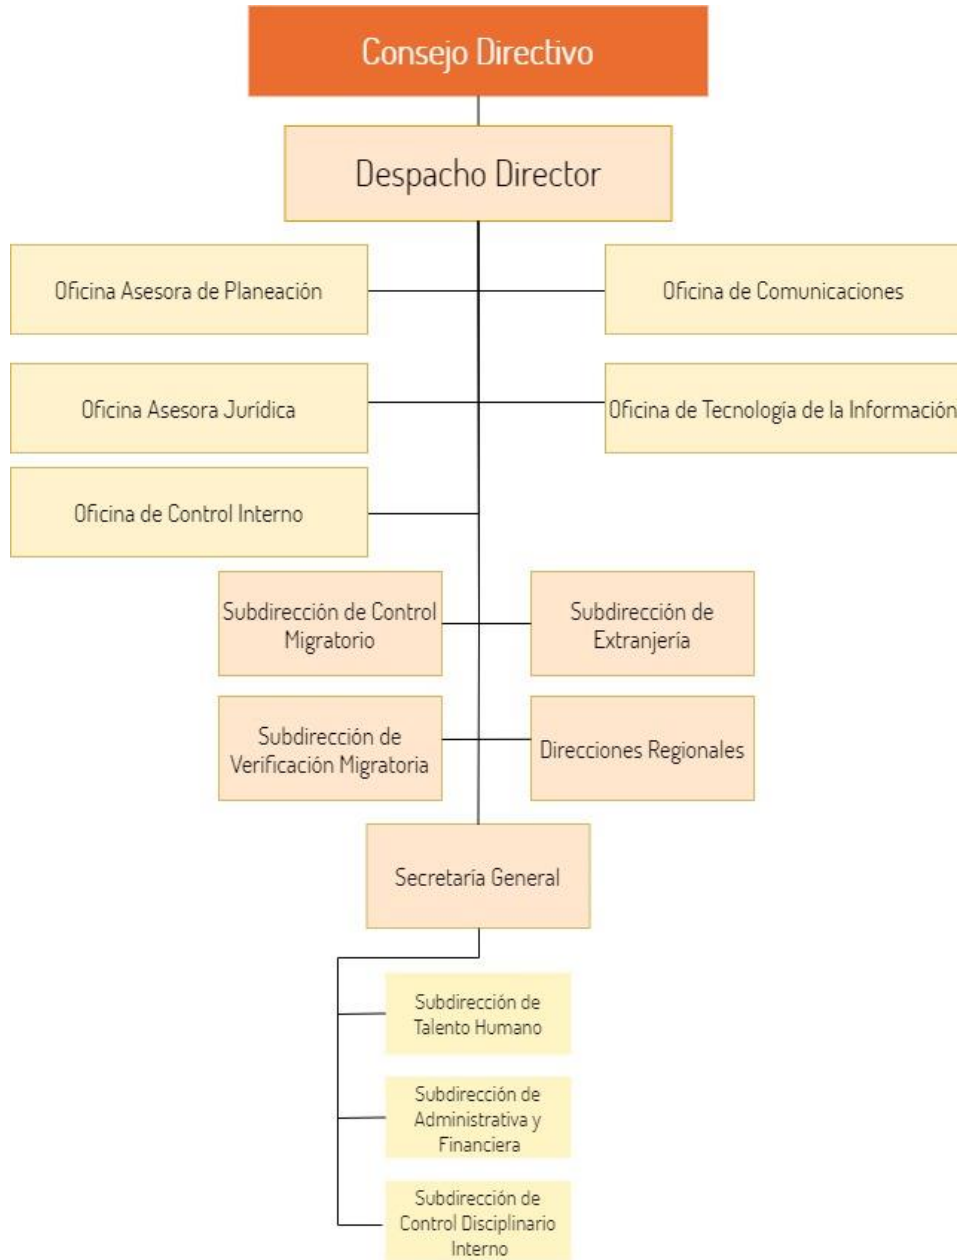 Consejo Directivo
Despacho Director
Oficina Asesora de Planeación
Oficina de Comunicaciones
Oficina Asesora Jurídica
Oficina de Tecnología de la Información
Oficina de Control Interno
Subdirección de Control
Migratorio
Subdirección de
Extranjería
Subdirección de
Verificación Migratoria
Direcciones Regionales
Secretaría General
Subdirección de
Talento Humano
Subdirección de
Administrativa y
Financiera
Subdirección de
Control Disciplinario
Interno